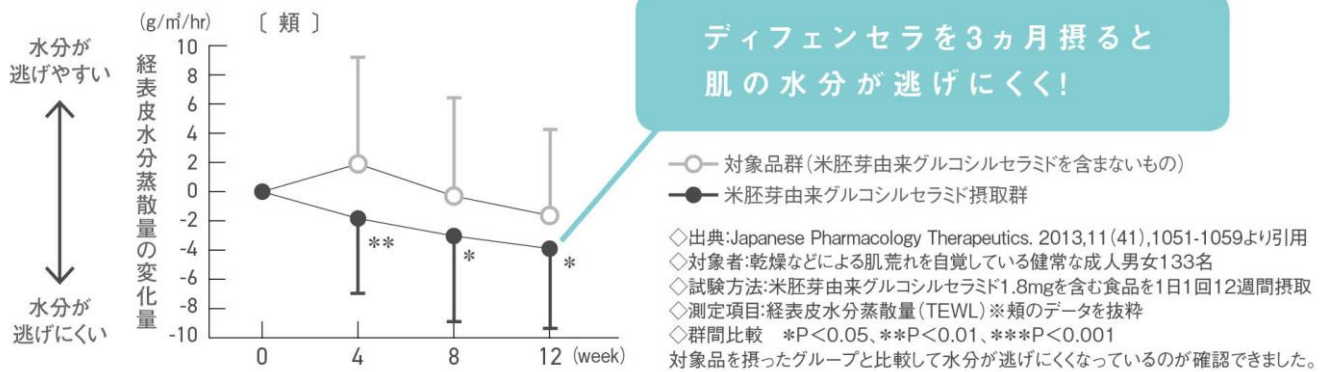 (g/㎡/hr)
〔 頬 〕
水分が
逃げやすい
水分が
逃げにくい
経表皮水分蒸散量の変化量
10
8
6
4
2
0
-2
-4
-6
-8
-10
**
*
*
0 4 8 12 (week)
ディフェンセラを3ヵ月摂ると
肌の水分が逃げにくく!
対象品群(米胚芽由来グルコシルセラミドを含まないもの)
米胚芽由来グルコシルセラミド摂取群
◇出典:Japanese Pharmacology Therapeutics. 2013,11(41),1051-1059より引用
◇対象者:乾燥などによる肌荒れを自覚している健常な成人男女133名
◇試験方法:米胚芽由来グルコシルセラミド1.8mgを含む食品を1日1回12週間摂取
◇測定項目:経表皮水分蒸散量(TEWL)※頬のデータを抜粋
◇群間比較 *P<0.05、**P<0.01、***P<0.001
対象品を摂ったグループと比較して水分が逃げにくくなっているのが確認できました。